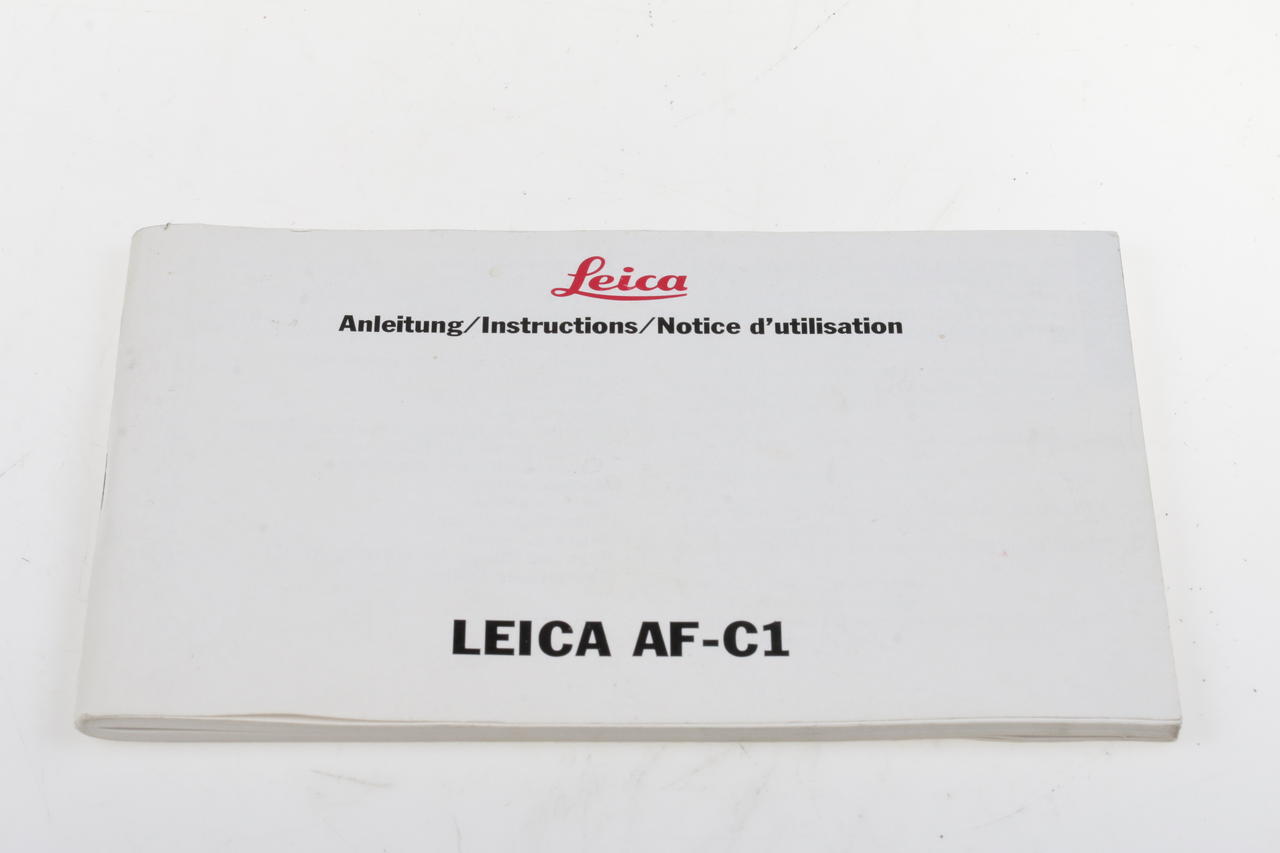 Leica
Anleitung/Instructions/Notice d'utilisation
LEICA AF-C1